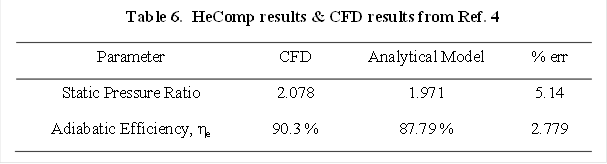 Table 6. HeComp results & CFD results from Ref. 4
Parameter CFD Analytical Model % err
Static Pressure Ratio 2.078 1.971 5.14
Adiabatic Efficiency, ηe 90.3% 87.79% 2.779